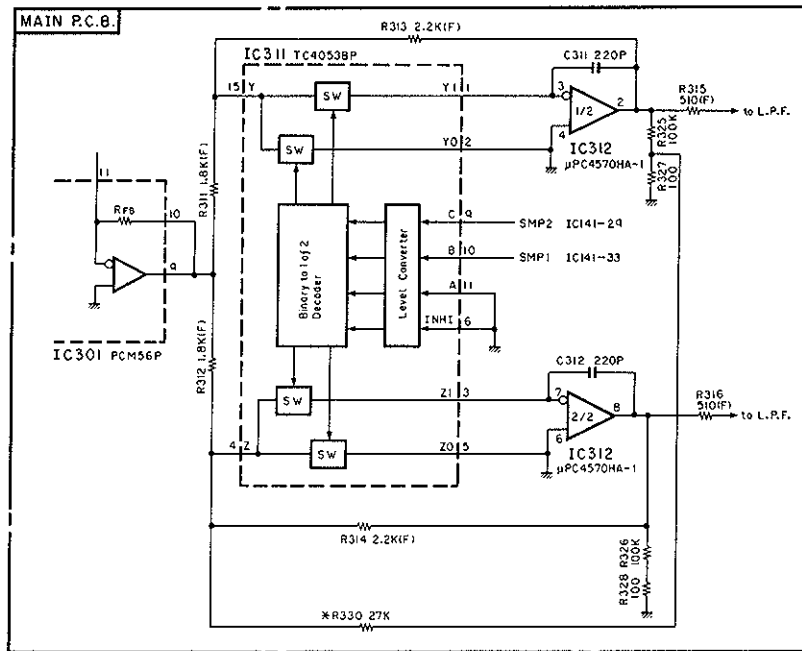 MAIN P.C.B.
R313 2.2K(F)
IC311 TC4053BP
C311 220P
15 Y
SW
Y1 1
3
1/2
2
4
R315
510(F)
to L.P.F.
SW
Y0 2
IC312
μPC4570HA-1
R325
100K
R327
100
11
RFB
10
9
R311 1.8K(F)
Binary to 1 of 2
Decoder
Level Converter
C 9
SMP2 IC141-29
B 10
SMP1 IC141-33
A 11
INHI 6
IC301 PCM56P
R312 1.8K(F)
C312 220P
SW
Z1 3
7
2/2
8
6
R316
510(F)
to L.P.F.
4 Z
SW
Z0 5
IC312
μPC4570HA-1
R314 2.2K(F)
R326
100K
R328
100
*R330 27K